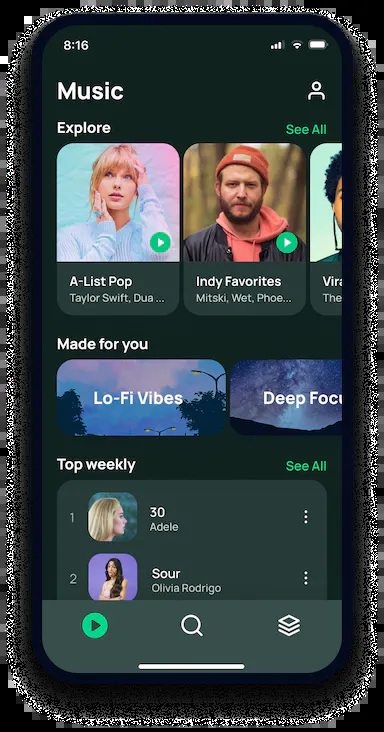 8:16
Music
Explore
See All
A-List Pop
Taylor Swift, Dua ...
Indy Favorites
Mitski, Wet, Phoe...
Vira
The
Made for you
Lo-Fi Vibes
Deep Focu
Top weekly
See All
1
30
Adele
2
Sour
Olivia Rodrigo